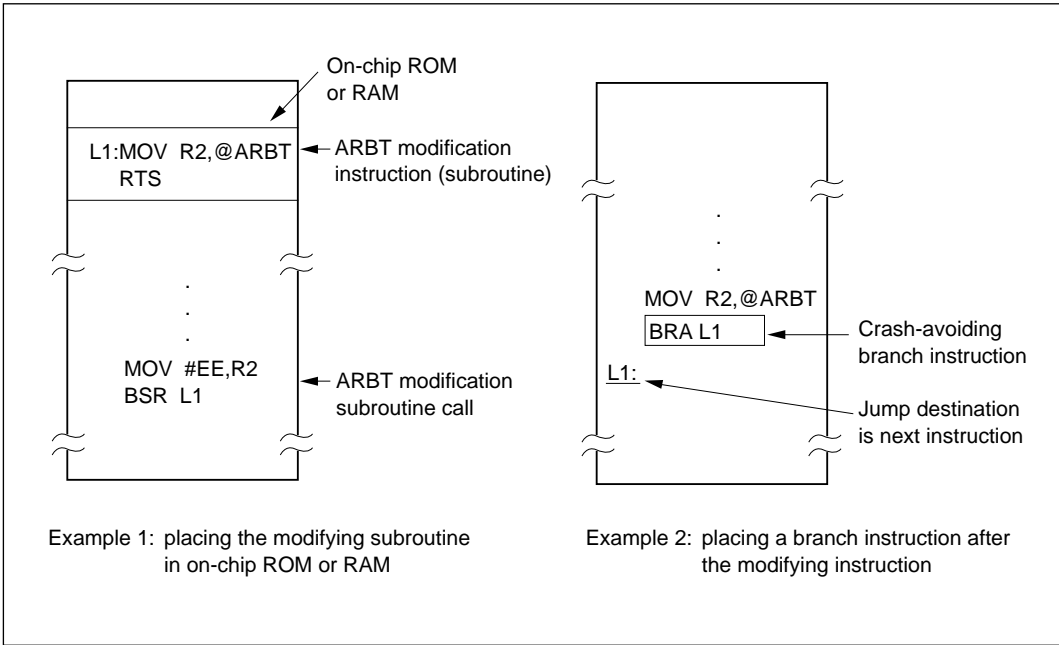 On-chip ROM
or RAM
L1:MOV R2,@ARBT
RTS
ARBT modification
instruction (subroutine)
.
.
.
MOV #EE,R2
BSR L1
ARBT modification
subroutine call
Example 1: placing the modifying subroutine
in on-chip ROM or RAM
.
.
.
MOV R2,@ARBT
BRA L1
Crash-avoiding
branch instruction
L1:
Jump destination
is next instruction
Example 2: placing a branch instruction after
the modifying instruction